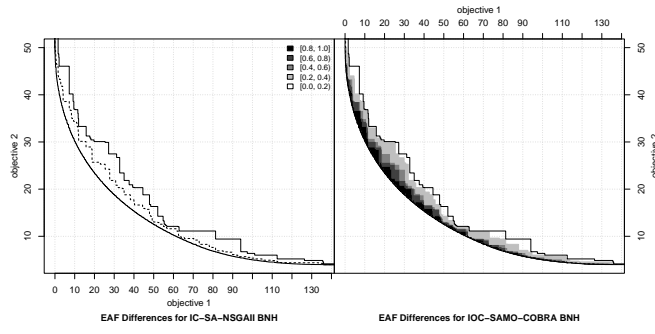 objective 1
0 10 20 30 40 50 60 70 80 90 110 130
50
40
30
20
10
objective 2
[0.8, 1.0]
[0.6, 0.8)
[0.4, 0.6)
[0.2, 0.4)
[0.0, 0.2)
50
40
30
20
10
objective 2
0 10 20 30 40 50 60 70 80 90 110 130
objective 1
EAF Differences for IC−SA−NSGAII BNH
EAF Differences for IOC−SAMO−COBRA BNH